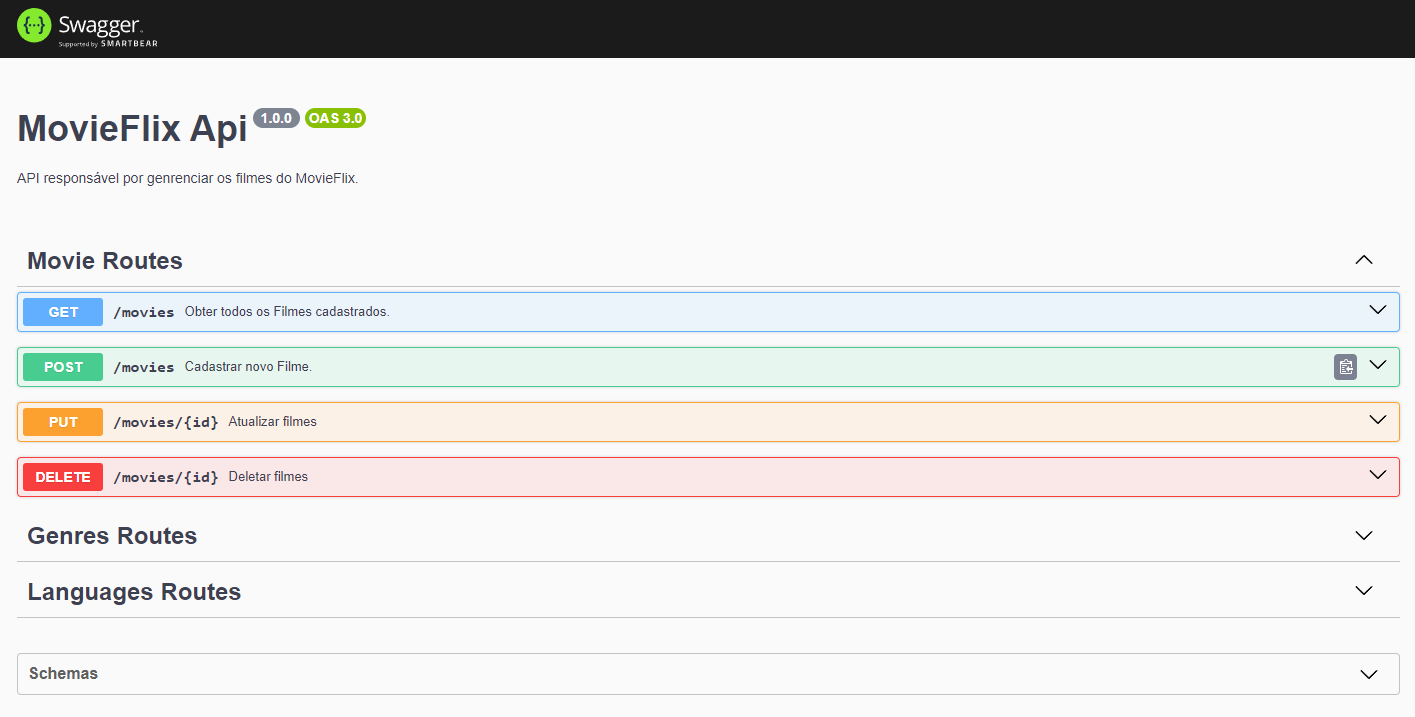 Swagger
Supported by SMARTBEAR
MovieFlix Api 1.0.0 OAS 3.0
API responsável por genrenciar os filmes do MovieFlix.
Movie Routes
GET /movies Obter todos os Filmes cadastrados.
POST /movies Cadastrar novo Filme.
PUT /movies/{id} Atualizar filmes
DELETE /movies/{id} Deletar filmes
Genres Routes
Languages Routes
Schemas